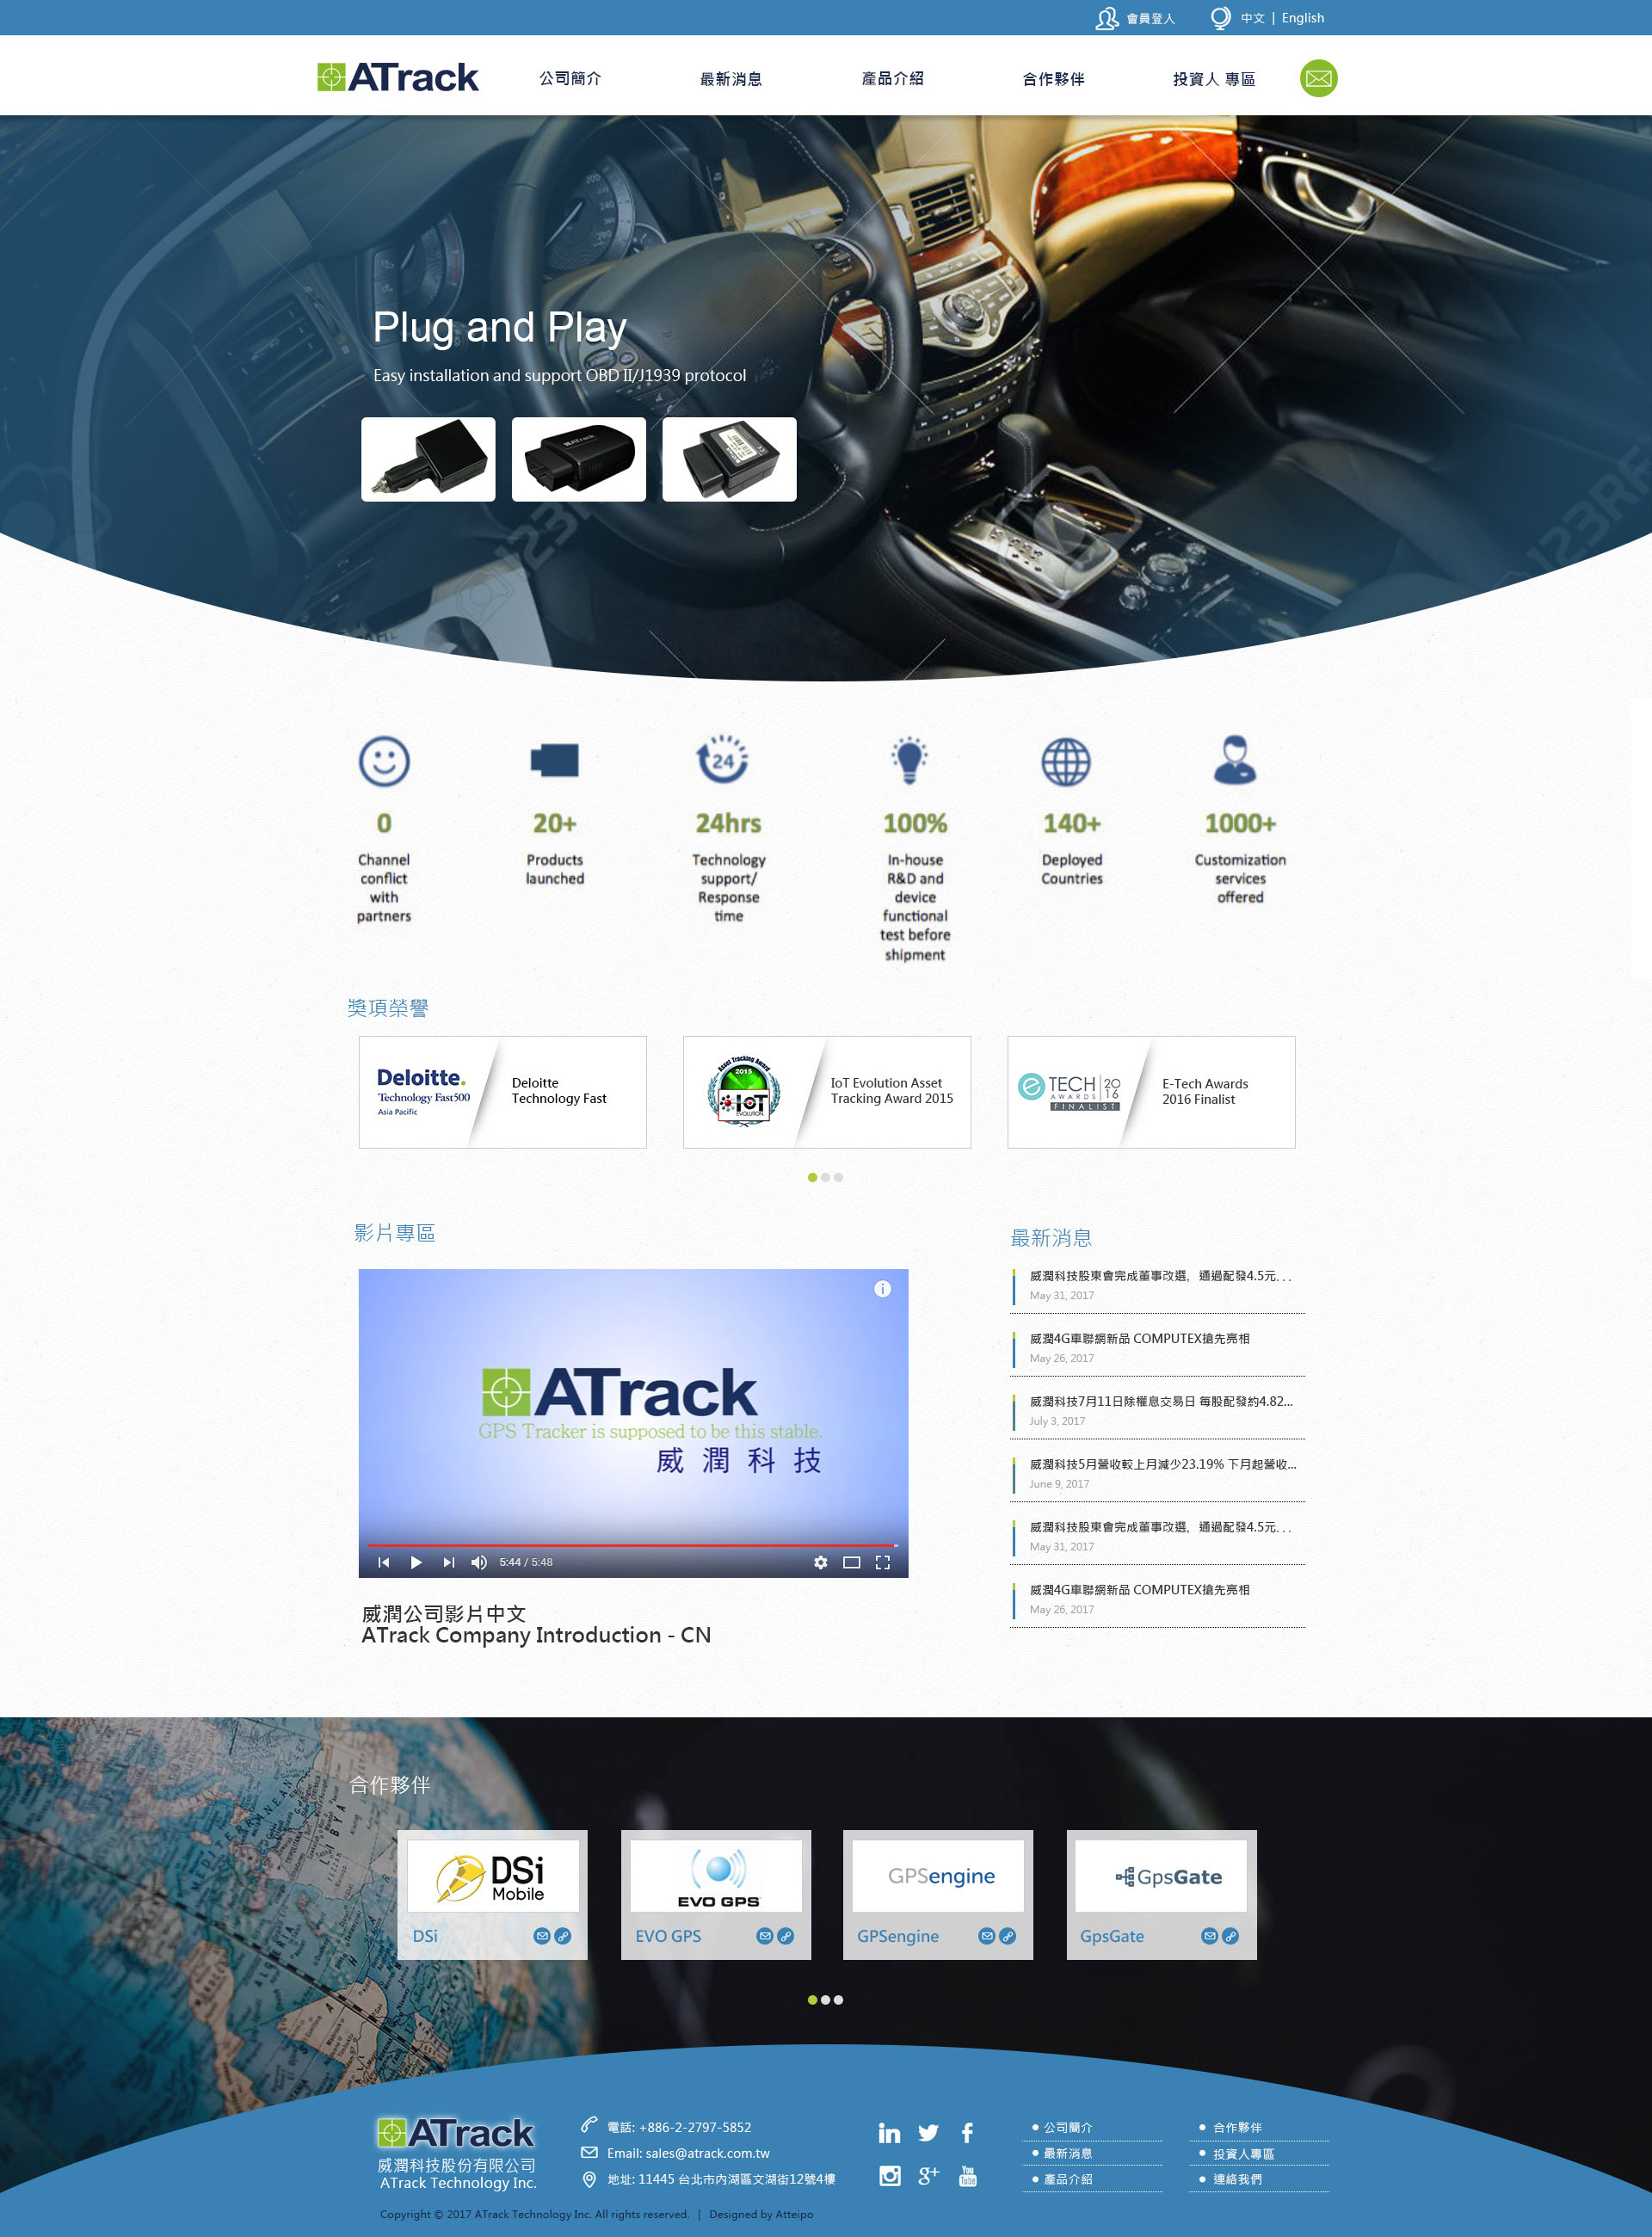 會員登入
中文 | English
ATrack
公司簡介
最新消息
產品介紹
合作夥伴
投資人 專區
Plug and Play
Easy installation and support OBD II/J1939 protocol
ATrack
123RF
123RF
24
0
Channel
conflict
with
partners
20+
Products
launched
24hrs
Technology
support/
Response
time
100%
In-house
R&D and
device
functional
test before
shipment
140+
Deployed
Countries
1000+
Customization
services
offered
獎項榮譽
Deloitte.
Technology Fast500
Asia Pacific
Deloitte
Technology Fast
Asset Tracking Award
2015
IoT
EVOLUTION
IoT Evolution Asset
Tracking Award 2015
e TECH 20
AWARDS 16
FINALIST
E-Tech Awards
2016 Finalist
影片專區
ATrack
GPS Tracker is supposed to be this stable.
威潤科技
5:44 / 5:48
威潤公司影片中文
ATrack Company Introduction - CN
最新消息
威潤科技股東會完成董事改選，通過配發4.5元...
May 31, 2017
威潤4G車聯網新品 COMPUTEX搶先亮相
May 26, 2017
威潤科技7月11日除權息交易日 每股配發約4.82...
July 3, 2017
威潤科技5月營收較上月減少23.19% 下月起營收...
June 9, 2017
威潤科技股東會完成董事改選，通過配發4.5元...
May 31, 2017
威潤4G車聯網新品 COMPUTEX搶先亮相
May 26, 2017
合作夥伴
LIBYA
DSi
Mobile
DSi
EVO GPS
EVO GPS
GPSengine
GPSengine
GpsGate
GpsGate
ATrack
威潤科技股份有限公司
ATrack Technology Inc.
電話: +886-2-2797-5852
Email: sales@atrack.com.tw
地址: 11445 台北市內湖區文湖街12號4樓
in
f
g+
You
Tube
公司簡介
最新消息
產品介紹
合作夥伴
投資人專區
連絡我們
Copyright © 2017 ATrack Technology Inc. All rights reserved. | Designed by Atteipo